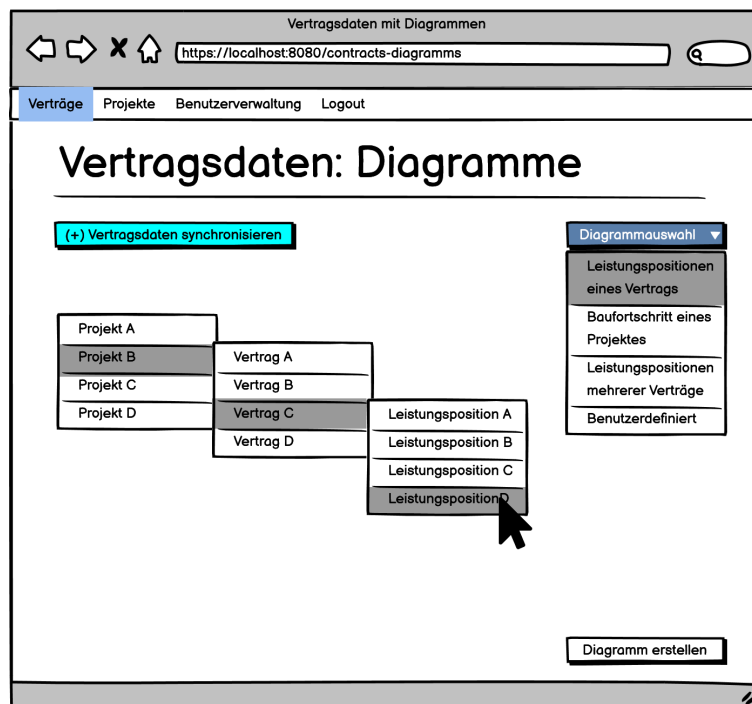 Vertragsdaten mit Diagrammen
https://localhost:8080/contracts-diagramms
Verträge Projekte Benutzerverwaltung Logout
Vertragsdaten: Diagramme
(+) Vertragsdaten synchronisieren
Diagrammauswahl
Leistungspositionen
eines Vertrags
Baufortschritt eines
Projektes
Leistungspositionen
mehrerer Verträge
Benutzerdefiniert
Projekt A
Projekt B
Projekt C
Projekt D
Vertrag A
Vertrag B
Vertrag C
Vertrag D
Leistungsposition A
Leistungsposition B
Leistungsposition C
Leistungsposition D
Diagramm erstellen